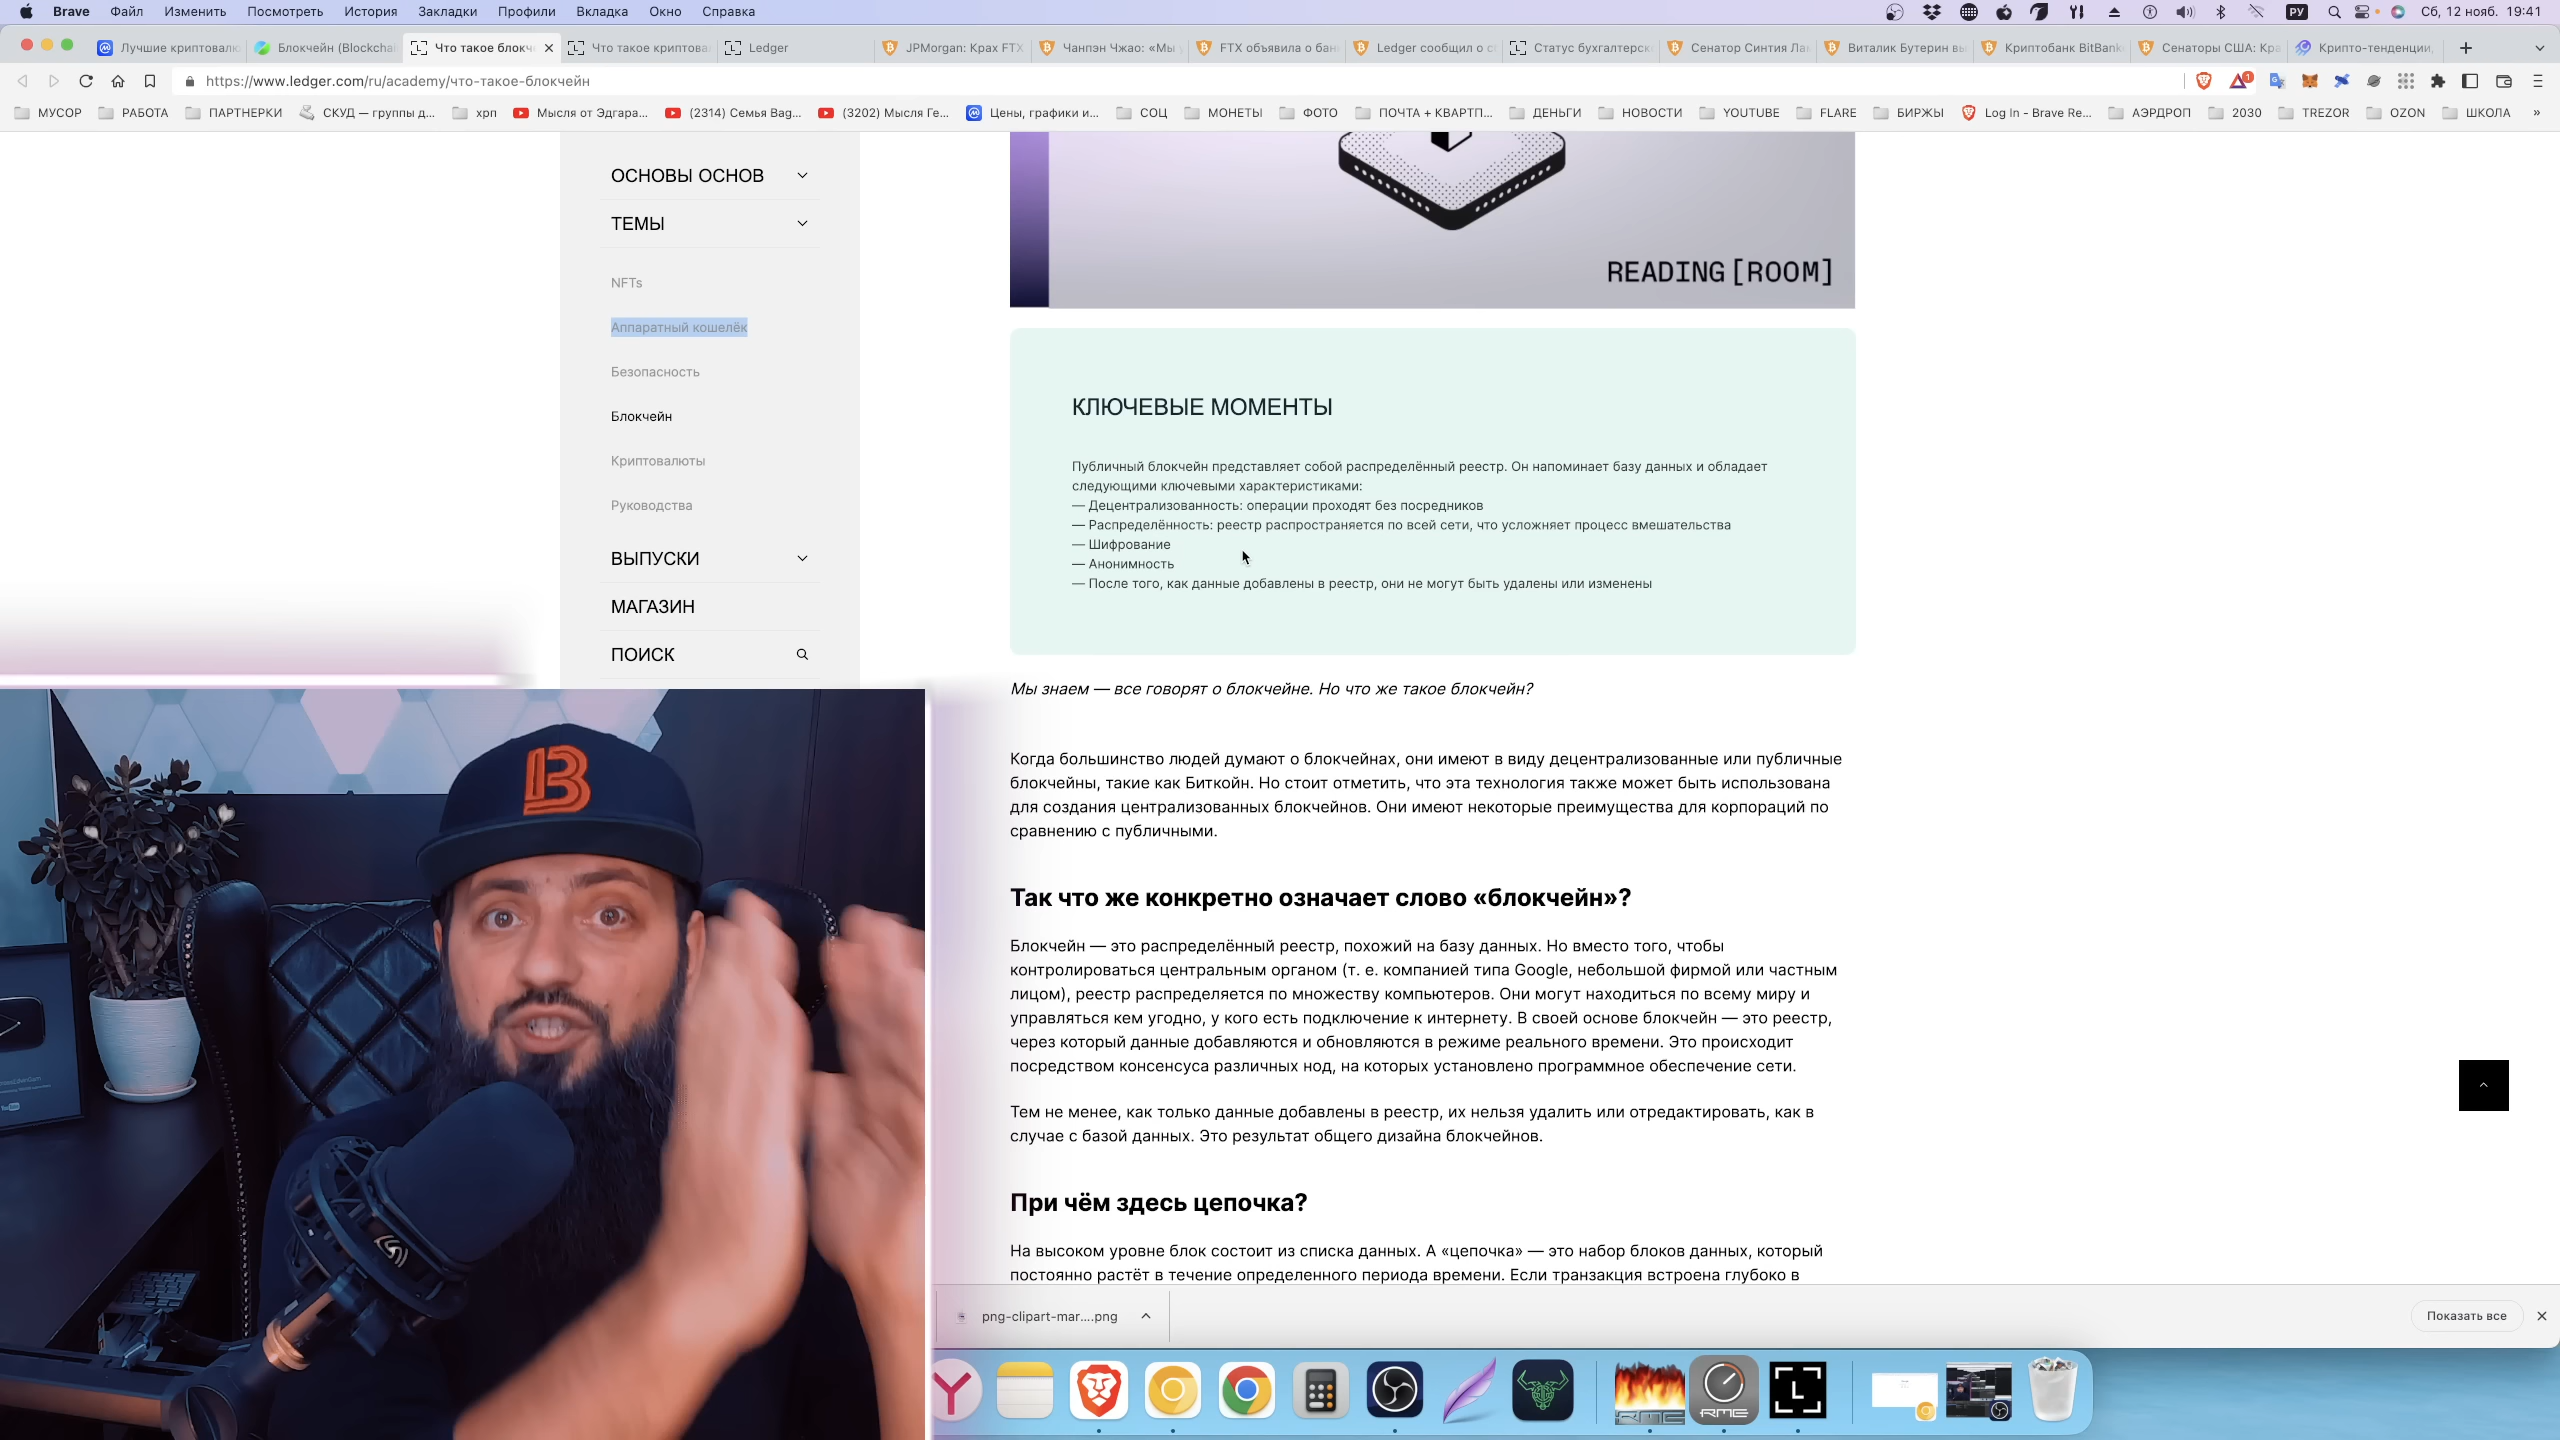 Brave Файл Изменить Посмотреть История Закладки Профили Вкладка Окно Справка РУ Сб, 12 нояб. 19:41
Лучшие криптовал Блокчейн (Blockchai Что такое блокч Что такое криптова Ledger JPMorgan: Крах FTX Чанпэн Чжао: «Мы FTX объявила о бан Ledger сообщил о с Статус бухгалтерск Сенатор Синтия Ла Виталик Бутерин вы Криптобанк BitBank Сенаторы США: Кра Крипто-тенденции,
https://www.ledger.com/ru/academy/что-такое-блокчейн 1
МУСОР РАБОТА ПАРТНЕРКИ СКУД — группы д... хрп Мысля от Эдгара... (2314) Семья Bag... (3202) Мысля Ге... Цены, графики и... СОЦ МОНЕТЫ ФОТО ПОЧТА + КВАРТП... ДЕНЬГИ НОВОСТИ YOUTUBE FLARE БИРЖЫ Log In - Brave Re... АЭРДРОП 2030 TREZOR OZON ШКОЛА »
ОСНОВЫ ОСНОВ
ТЕМЫ
NFTs
Аппаратный кошелёк
Безопасность
Блокчейн
Криптовалюты
Руководства
ВЫПУСКИ
МАГАЗИН
ПОИСК
READING[ROOM]
КЛЮЧЕВЫЕ МОМЕНТЫ
Публичный блокчейн представляет собой распределённый реестр. Он напоминает базу данных и обладает
следующими ключевыми характеристиками:
— Децентрализованность: операции проходят без посредников
— Распределённость: реестр распространяется по всей сети, что усложняет процесс вмешательства
— Шифрование
— Анонимность
— После того, как данные добавлены в реестр, они не могут быть удалены или изменены
Мы знаем — все говорят о блокчейне. Но что же такое блокчейн?
Когда большинство людей думают о блокчейнах, они имеют в виду децентрализованные или публичные
блокчейны, такие как Биткойн. Но стоит отметить, что эта технология также может быть использована
для создания централизованных блокчейнов. Они имеют некоторые преимущества для корпораций по
сравнению с публичными.
Так что же конкретно означает слово «блокчейн»?
Блокчейн — это распределённый реестр, похожий на базу данных. Но вместо того, чтобы
контролироваться центральным органом (т. е. компанией типа Google, небольшой фирмой или частным
лицом), реестр распределяется по множеству компьютеров. Они могут находиться по всему миру и
управляться кем угодно, у кого есть подключение к интернету. В своей основе блокчейн — это реестр,
через который данные добавляются и обновляются в режиме реального времени. Это происходит
посредством консенсуса различных нод, на которых установлено программное обеспечение сети.
Тем не менее, как только данные добавлены в реестр, их нельзя удалить или отредактировать, как в
случае с базой данных. Это результат общего дизайна блокчейнов.
При чём здесь цепочка?
На высоком уровне блок состоит из списка данных. А «цепочка» — это набор блоков данных, который
постоянно растёт в течение определенного периода времени. Если транзакция встроена глубоко в
png-clipart-mar....png
Показать все
B
RME
RME
L